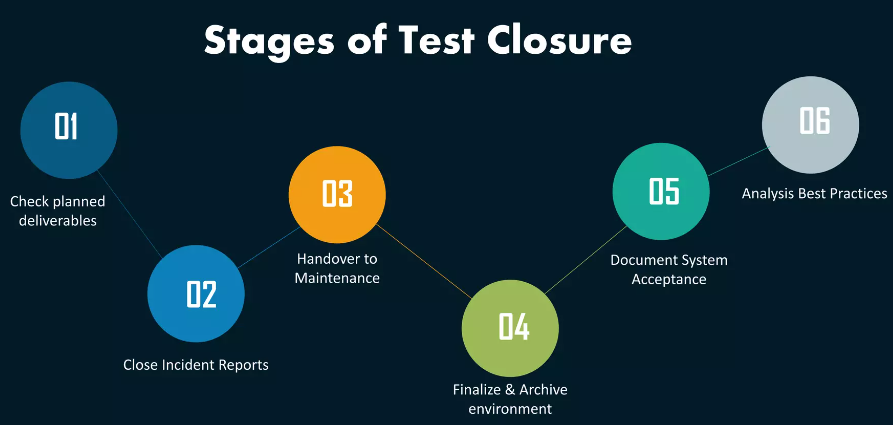 Stages of Test Closure
01
Check planned
deliverables
02
Close Incident Reports
03
Handover to
Maintenance
04
Finalize & Archive
environment
05
Document System
Acceptance
06
Analysis Best Practices